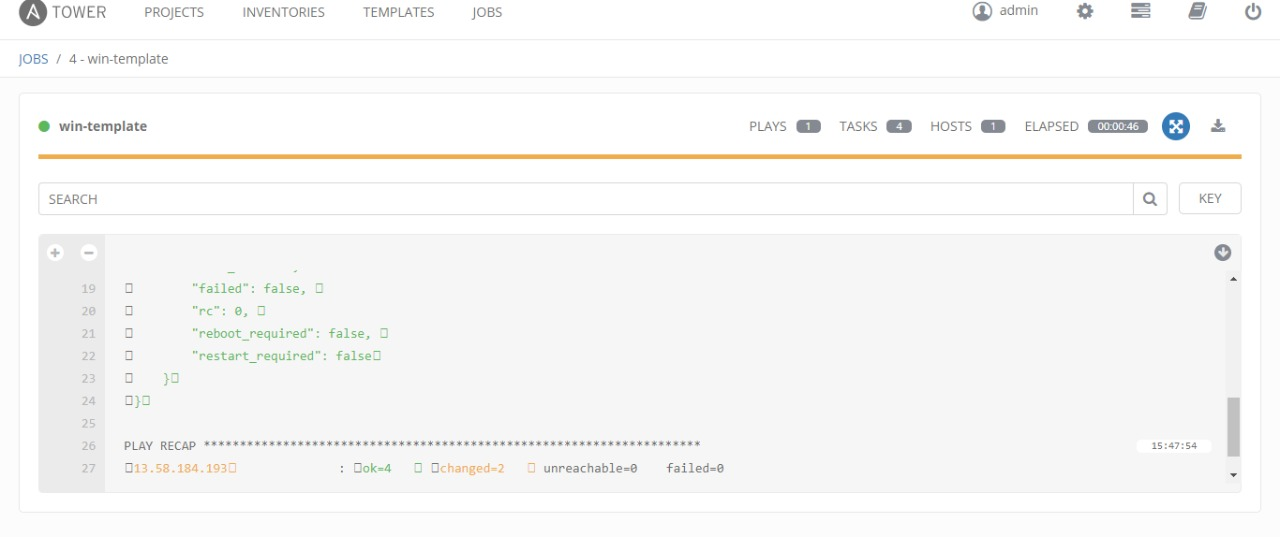 TOWER PROJECTS INVENTORIES TEMPLATES JOBS admin
JOBS / 4 - win-template
win-template PLAYS 1 TASKS 4 HOSTS 1 ELAPSED 00:00:46
SEARCH KEY
19 "failed": false,
20 "rc": 0,
21 "reboot_required": false,
22 "restart_required": false
23 }
24 }
25
26 PLAY RECAP ********************************************************************* 15:47:54
27 13.58.184.193 : ok=4 changed=2 unreachable=0 failed=0